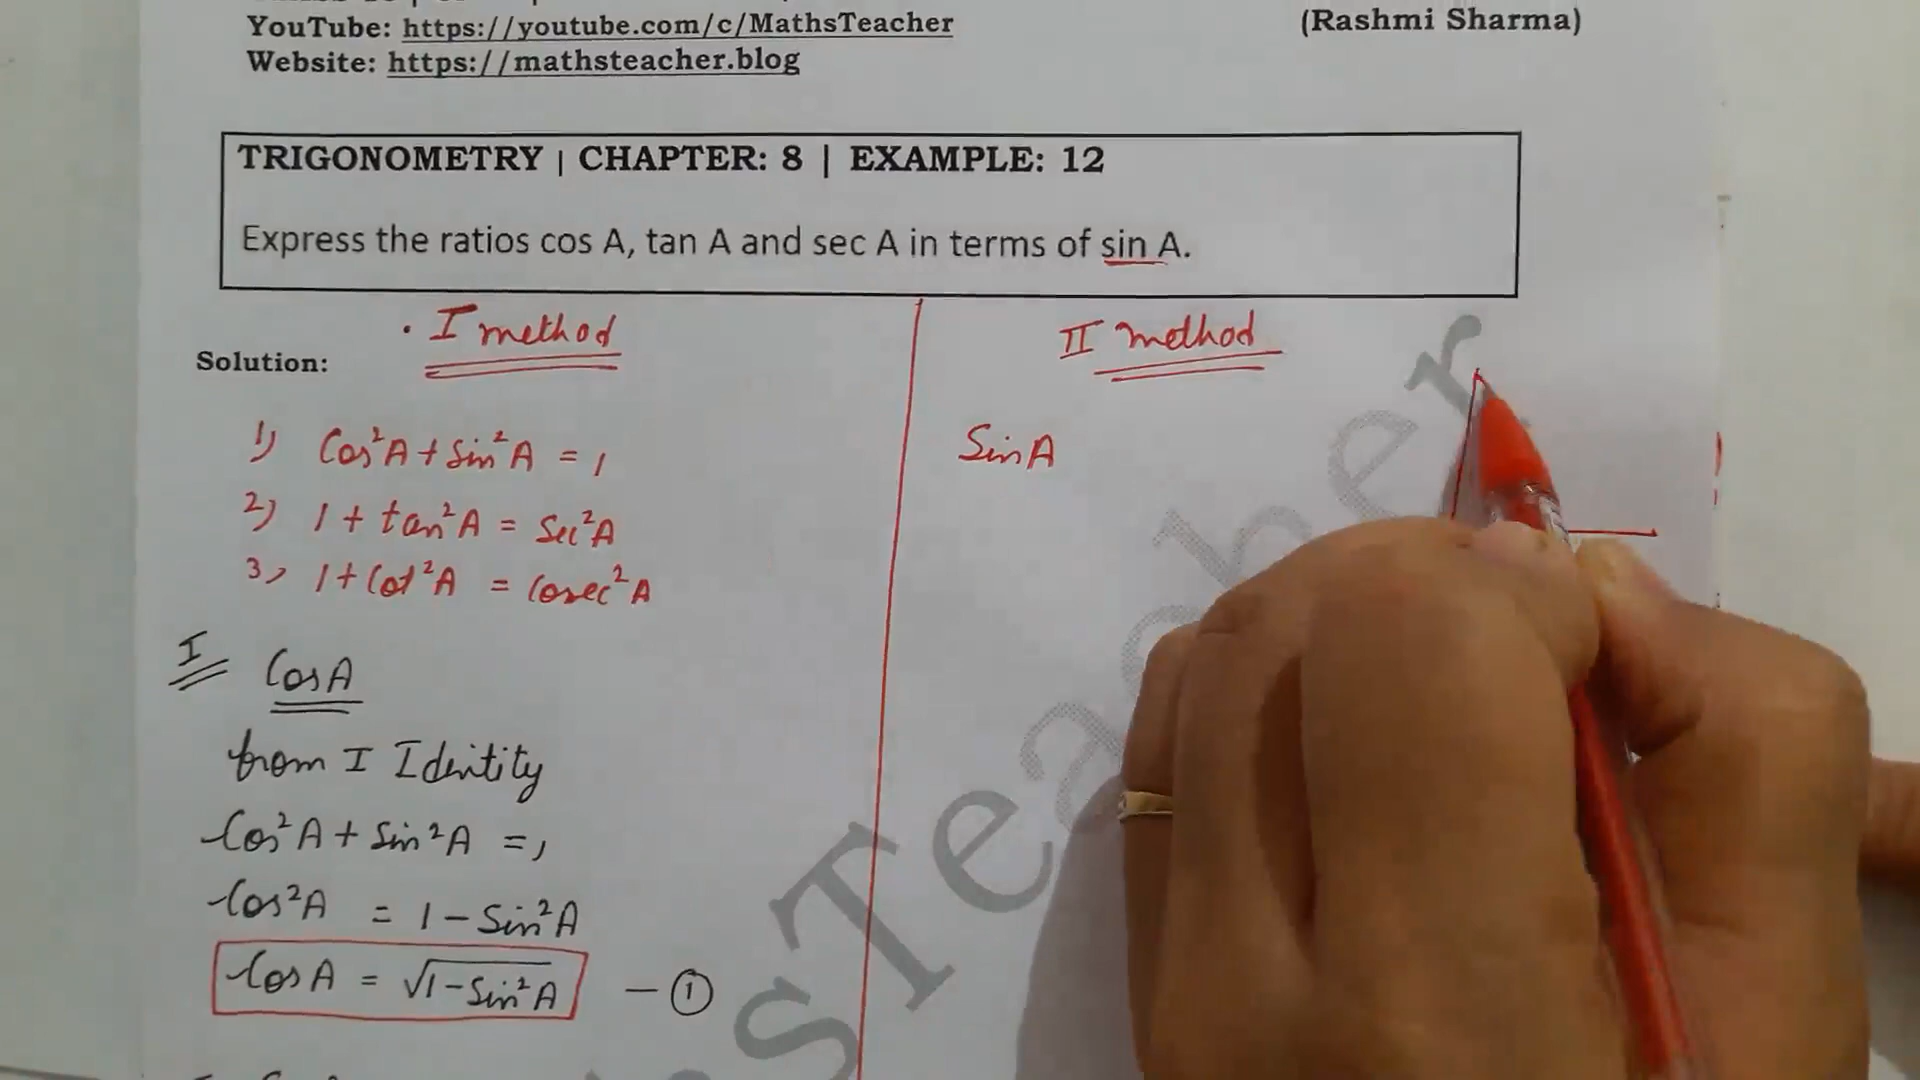 YouTube: https://youtube.com/c/MathsTeacher
(Rashmi Sharma)
Website: https://mathsteacher.blog
TRIGONOMETRY | CHAPTER: 8 | EXAMPLE: 12
Express the ratios cos A, tan A and sec A in terms of sin A.
I method
Solution:
1) Cos²A + Sin²A = 1
2) 1 + tan²A = Sec²A
3) 1 + Cot²A = Cosec²A
I CosA
from I Identity
Cos²A + Sin²A = 1
Cos²A = 1 - Sin²A
CosA = √1-Sin²A - ①
II method
SinA
sTeacher